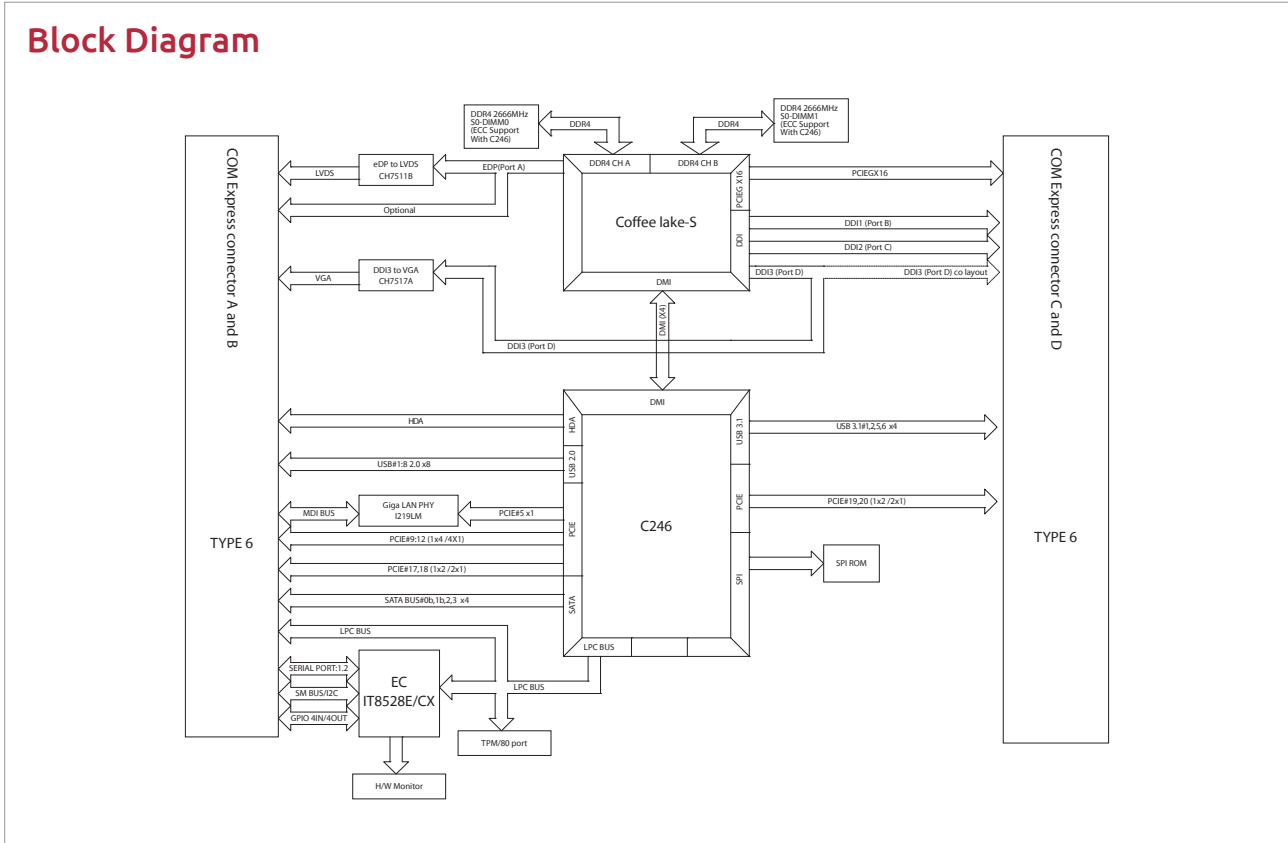 Block Diagram
DDR4 2666MHz
S0-DIMM0
(ECC Support
With C246)
DDR4
DDR4
DDR4 2666MHz
S0-DIMM1
(ECC Support
With C246)
COM Express connector A and B
TYPE 6
LVDS
eDP to LVDS
CH7511B
EDP(Port A)
Optional
VGA
DDI3 to VGA
CH7517A
DDI3 (Port D)
DDR4 CH A
DDR4 CH B
PCIEG X16
DDI
Coffee lake-S
DMI
DMI (X4)
PCIEGX16
DDI1 (Port B)
DDI2 (Port C)
DDI3 (Port D)
DDI3 (Port D) co layout
COM Express connector C and D
TYPE 6
DMI
HDA
USB 2.0
PCIE
SATA
LPC BUS
USB 3.1
PCIE
SPI
C246
HDA
USB#1:8 2.0 x8
MDI BUS
Giga LAN PHY
I219LM
PCIE#5 x1
PCIE#9:12 (1x4 /4X1)
PCIE#17,18 (1x2 /2x1)
SATA BUS#0b,1b,2,3 x4
LPC BUS
SERIAL PORT:1.2
SM BUS/I2C
GPIO 4IN/4OUT
EC
IT8528E/CX
LPC BUS
TPM/80 port
H/W Monitor
USB 3.1#1,2,5,6 x4
PCIE#19,20 (1x2 /2x1)
SPI ROM